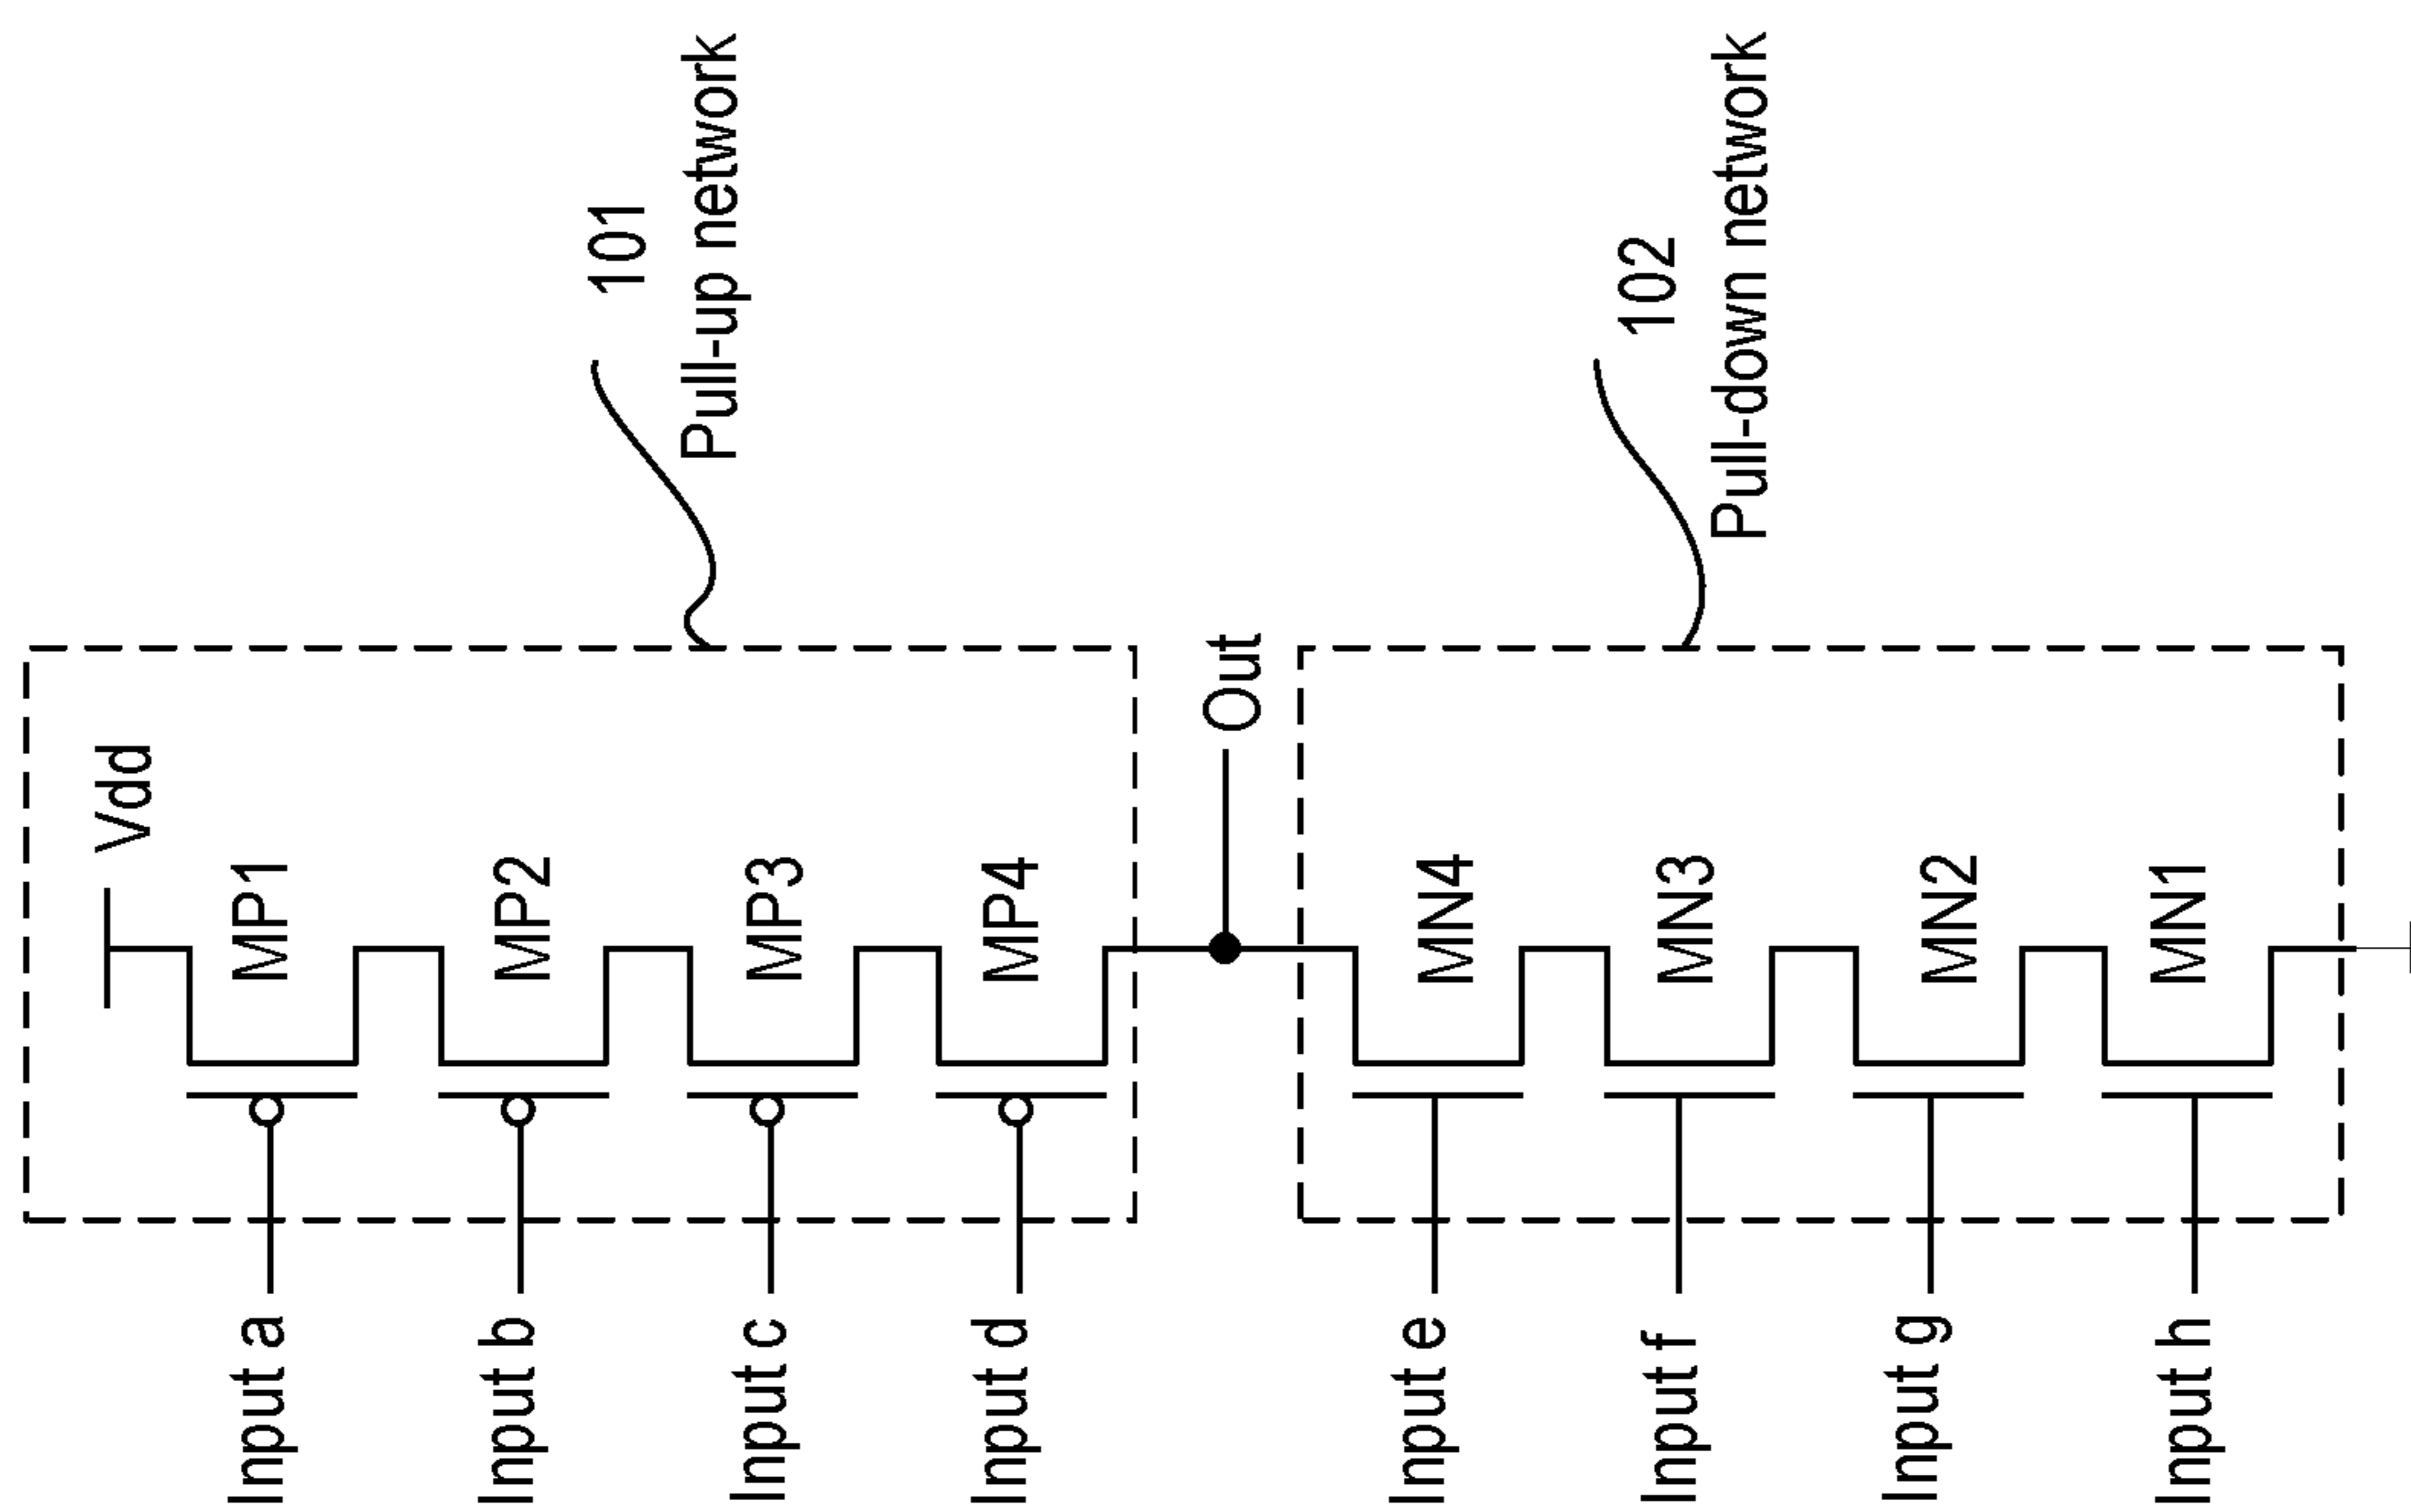 Vdd
Input a
MP1
101
Pull-up network
Input b
MP2
Input c
MP3
Input d
MP4
Out
Input e
MN4
102
Pull-down network
Input f
MN3
Input g
MN2
Input h
MN1